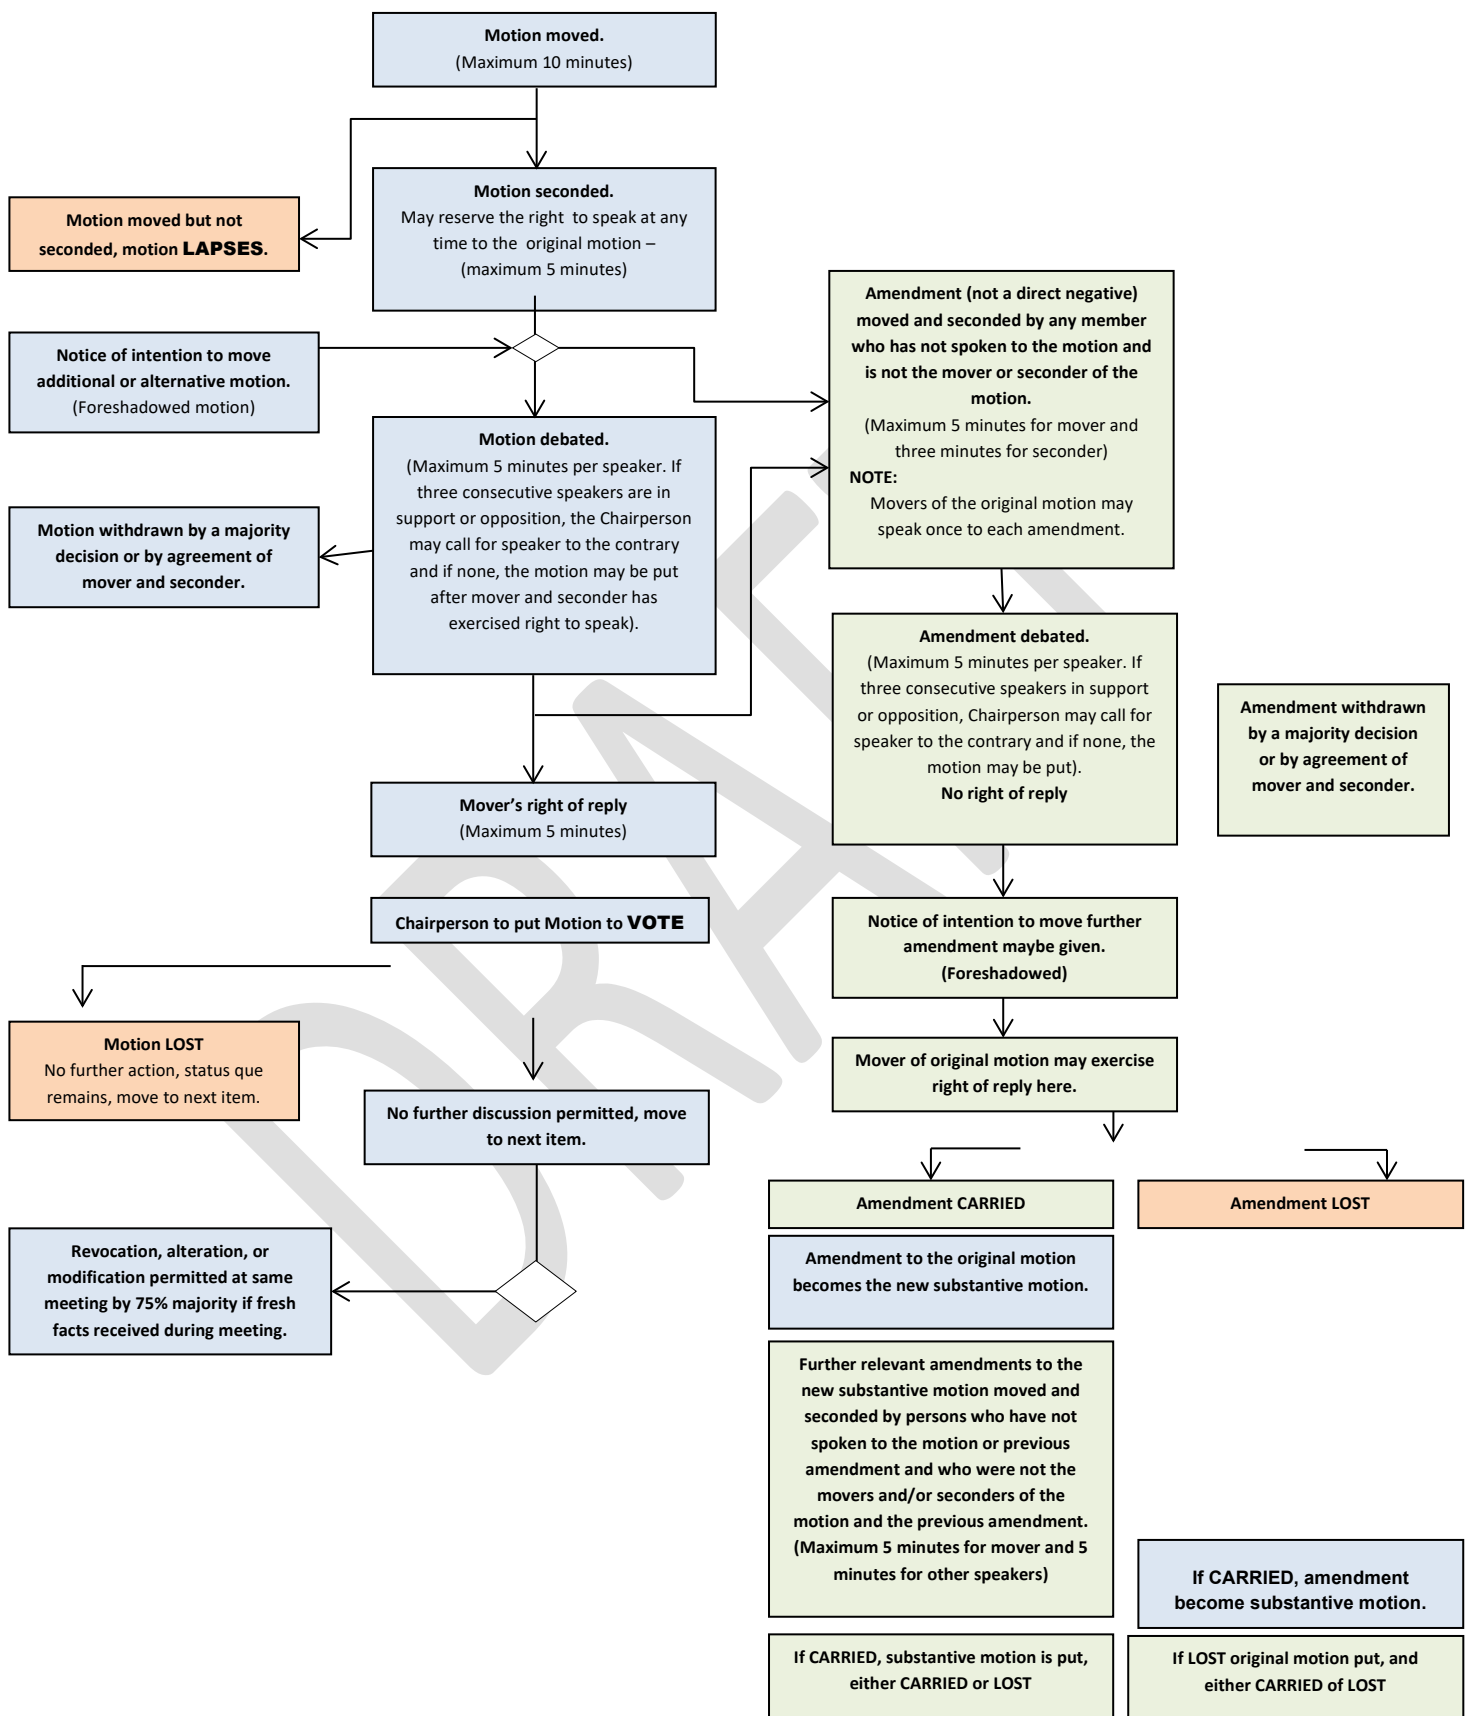 Motion moved.
(Maximum 10 minutes)
Motion seconded.
May reserve the right to speak at any
time to the original motion –
(maximum 5 minutes)
Motion moved but not
seconded, motion LAPSES.
Notice of intention to move
additional or alternative motion.
(Foreshadowed motion)
Motion debated.
(Maximum 5 minutes per speaker. If
three consecutive speakers are in
support or opposition, the Chairperson
may call for speaker to the contrary
and if none, the motion may be put
after mover and seconder has
exercised right to speak).
Motion withdrawn by a majority
decision or by agreement of
mover and seconder.
Mover’s right of reply
(Maximum 5 minutes)
Chairperson to put Motion to VOTE
Motion LOST
No further action, status que
remains, move to next item.
No further discussion permitted, move
to next item.
Revocation, alteration, or
modification permitted at same
meeting by 75% majority if fresh
facts received during meeting.
Amendment (not a direct negative)
moved and seconded by any member
who has not spoken to the motion and
is not the mover or seconder of the
motion.
(Maximum 5 minutes for mover and
three minutes for seconder)
NOTE:
Movers of the original motion may
speak once to each amendment.
Amendment debated.
(Maximum 5 minutes per speaker. If
three consecutive speakers in support
or opposition, Chairperson may call for
speaker to the contrary and if none, the
motion may be put).
No right of reply
Amendment withdrawn
by a majority decision
or by agreement of
mover and seconder.
Notice of intention to move further
amendment maybe given.
(Foreshadowed)
Mover of original motion may exercise
right of reply here.
Amendment CARRIED
Amendment LOST
Amendment to the original motion
becomes the new substantive motion.
Further relevant amendments to the
new substantive motion moved and
seconded by persons who have not
spoken to the motion or previous
amendment and who were not the
movers and/or seconders of the
motion and the previous amendment.
(Maximum 5 minutes for mover and 5
minutes for other speakers)
If CARRIED, amendment
become substantive motion.
If CARRIED, substantive motion is put,
either CARRIED or LOST
If LOST original motion put, and
either CARRIED of LOST
DRAFT